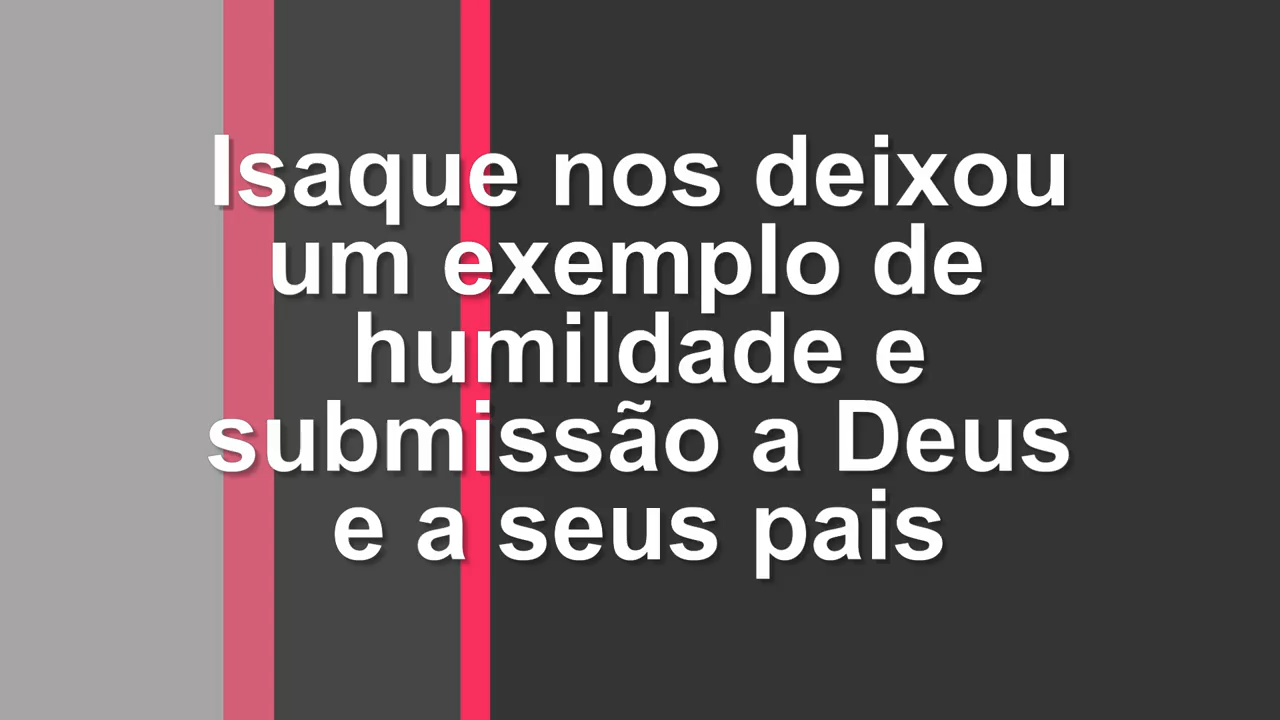 Isaque nos deixou
um exemplo de
humildade e
submissão a Deus
e a seus pais